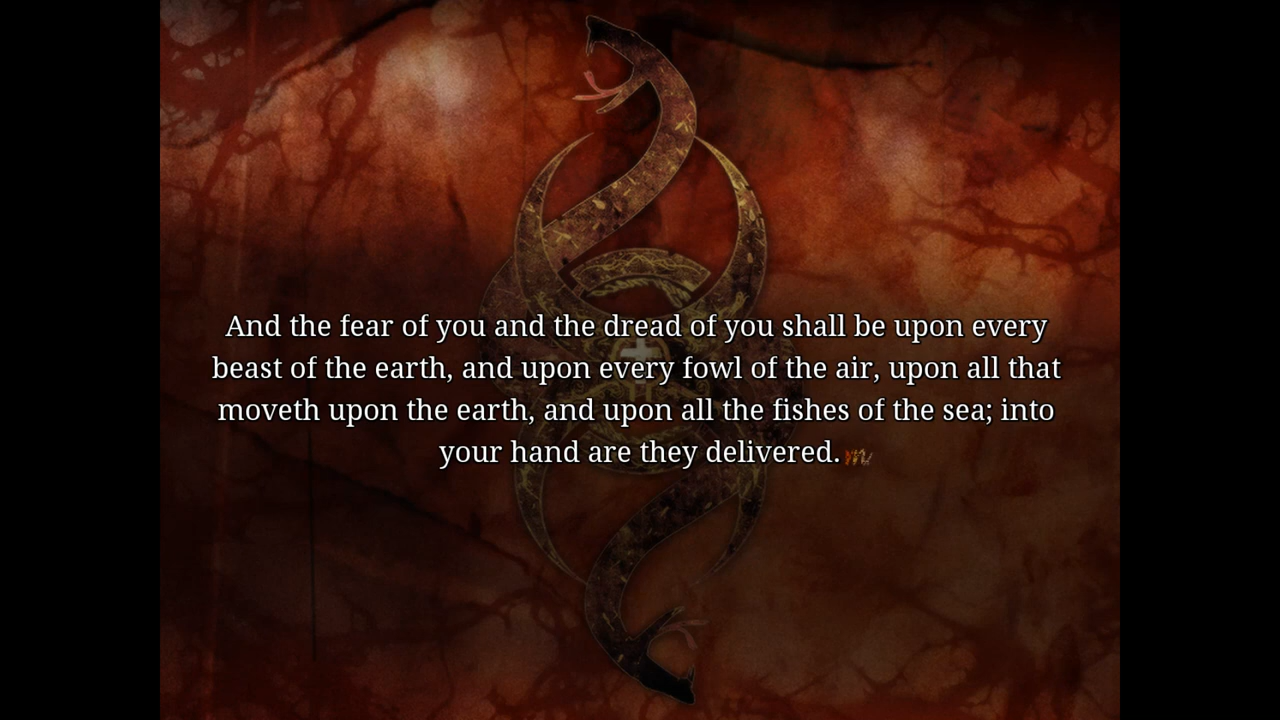 And the fear of you and the dread of you shall be upon every
beast of the earth, and upon every fowl of the air, upon all that
moveth upon the earth, and upon all the fishes of the sea; into
your hand are they delivered.